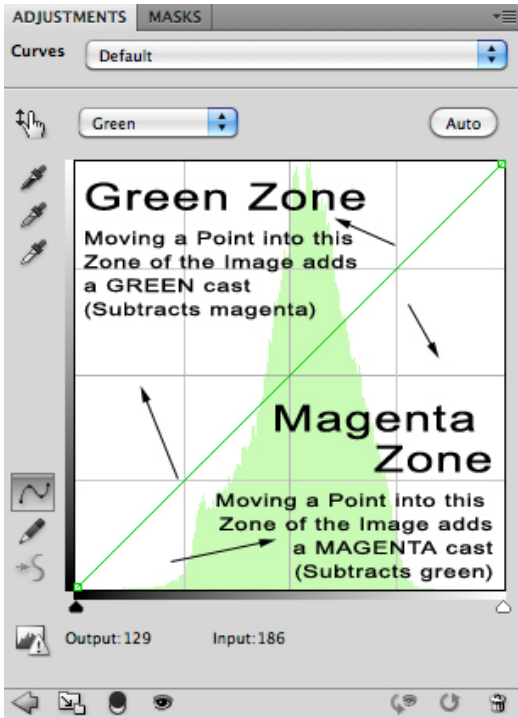 ADJUSTMENTS MASKS
Curves Default
Green Auto
Green Zone
Moving a Point into this
Zone of the Image adds
a GREEN cast
(Subtracts magenta)
Magenta
Zone
Moving a Point into this
Zone of the Image adds
a MAGENTA cast
(Subtracts green)
Output:129 Input:186